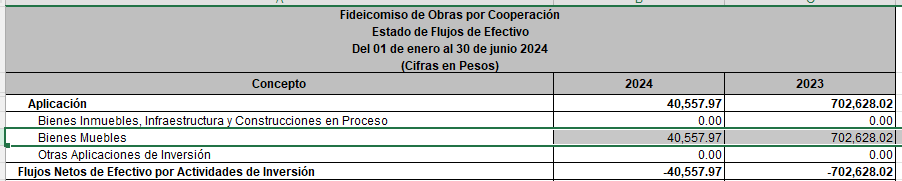 Fideicomiso de Obras por Cooperación
Estado de Flujos de Efectivo
Del 01 de enero al 30 de junio 2024
(Cifras en Pesos)
Concepto 2024 2023
Aplicación 40,557.97 702,628.02
Bienes Inmuebles, Infraestructura y Construcciones en Proceso 0.00 0.00
Bienes Muebles 40,557.97 702,628.02
Otras Aplicaciones de Inversión 0.00 0.00
Flujos Netos de Efectivo por Actividades de Inversión -40,557.97 -702,628.02